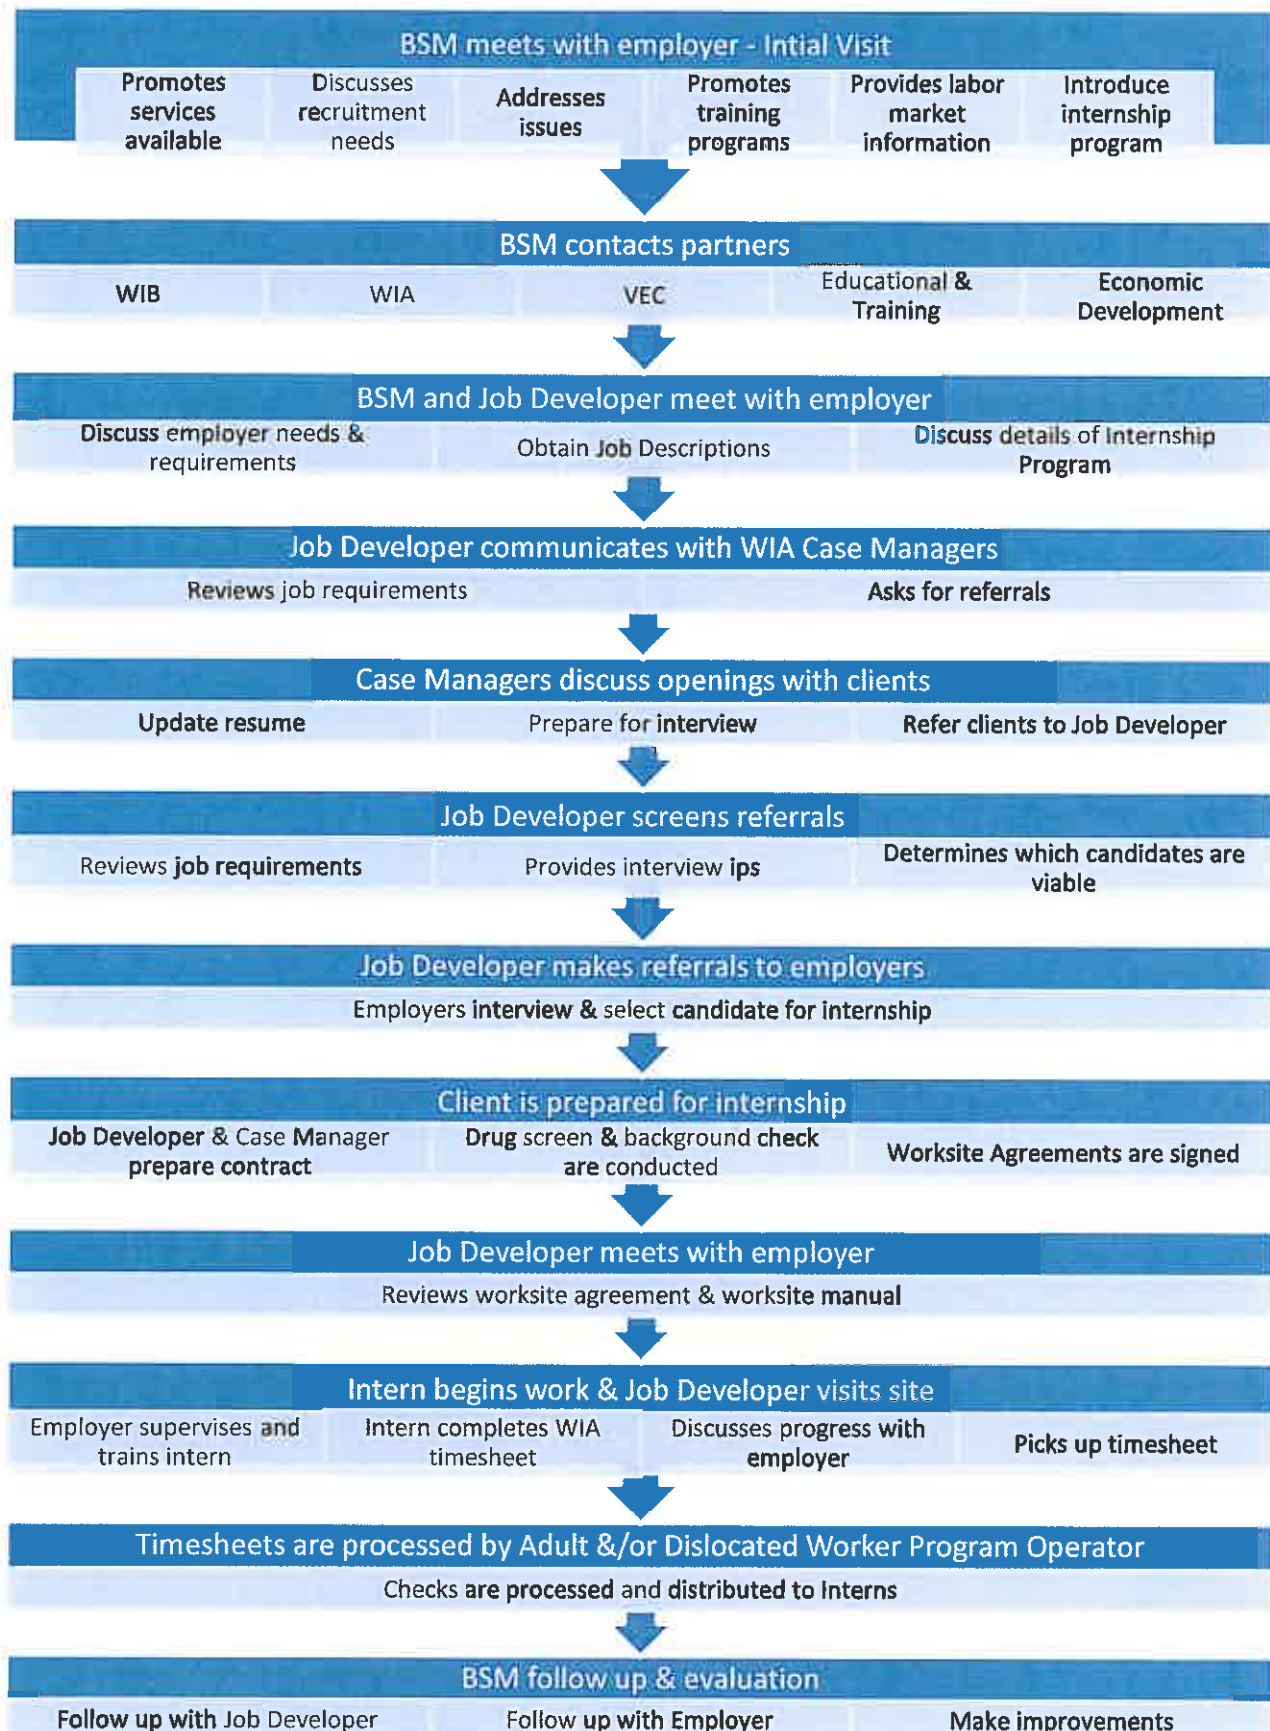 BSM meets with employer - Intial Visit
Promotes services available
Discusses recruitment needs
Addresses issues
Promotes training programs
Provides labor market information
Introduce internship program
BSM contacts partners
WIB
WIA
VEC
Educational & Training
Economic Development
BSM and Job Developer meet with employer
Discuss employer needs & requirements
Obtain Job Descriptions
Discuss details of Internship Program
Job Developer communicates with WIA Case Managers
Reviews job requirements
Asks for referrals
Case Managers discuss openings with clients
Update resume
Prepare for interview
Refer clients to Job Developer
Job Developer screens referrals
Reviews job requirements
Provides interview ips
Determines which candidates are viable
Job Developer makes referrals to employers
Employers interview & select candidate for internship
Client is prepared for internship
Job Developer & Case Manager prepare contract
Drug screen & background check are conducted
Worksite Agreements are signed
Job Developer meets with employer
Reviews worksite agreement & worksite manual
Intern begins work & Job Developer visits site
Employer supervises and trains intern
Intern completes WIA timesheet
Discusses progress with employer
Picks up timesheet
Timesheets are processed by Adult &/or Dislocated Worker Program Operator
Checks are processed and distributed to Interns
BSM follow up & evaluation
Follow up with Job Developer
Follow up with Employer
Make improvements